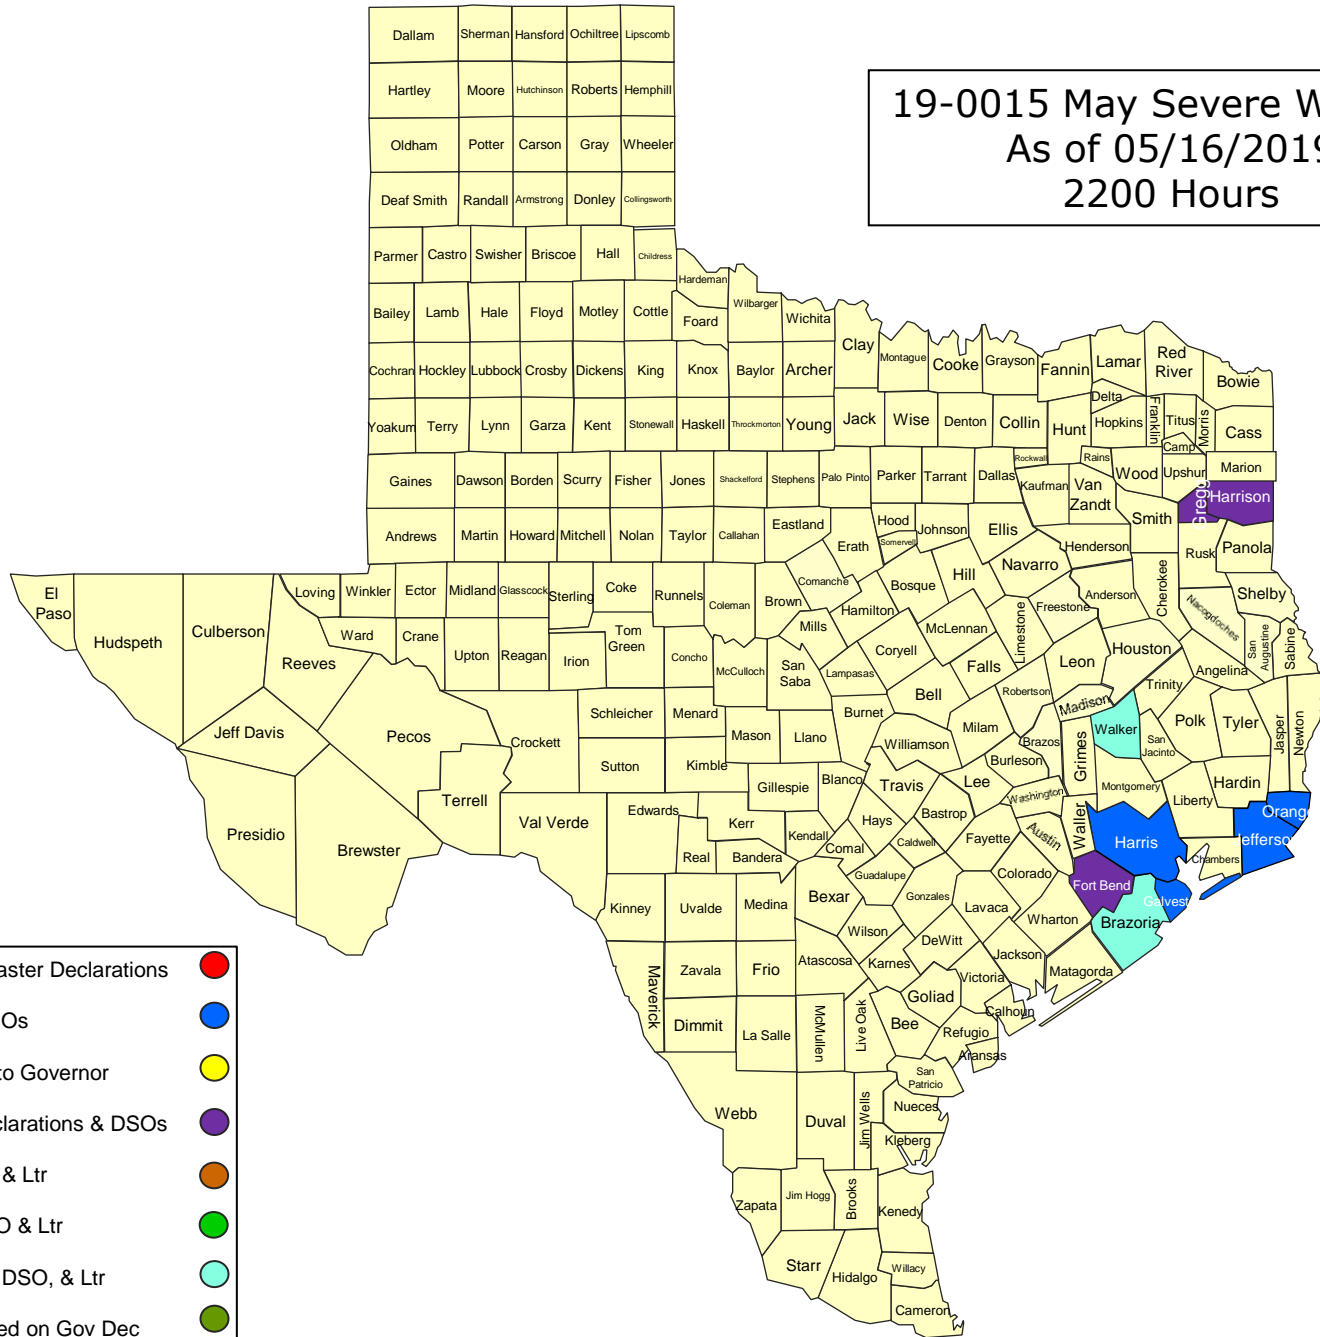 19-0015 May Severe W
As of 05/16/2019
2200 Hours
Dallam Sherman Hansford Ochiltree Lipscomb
Hartley Moore Hutchinson Roberts Hemphill
Oldham Potter Carson Gray Wheeler
Deaf Smith Randall Armstrong Donley Collingsworth
Parmer Castro Swisher Briscoe Hall Childress
Hardeman
Bailey Lamb Hale Floyd Motley Cottle Foard Wilbarger Wichita
Clay Montague Cooke Grayson Fannin Lamar Red River Bowie
Cochran Hockley Lubbock Crosby Dickens King Knox Baylor Archer
Delta
Yoakum Terry Lynn Garza Kent Stonewall Haskell Throckmorton Young Jack Wise Denton Collin Hunt Hopkins Franklin Titus Morris Cass
Camp
Rockwall Rains Wood Upshur Marion
Gaines Dawson Borden Scurry Fisher Jones Shackelford Stephens Palo Pinto Parker Tarrant Dallas Kaufman Van Zandt Gregg Harrison
Andrews Martin Howard Mitchell Nolan Taylor Callahan Eastland Erath Hood Somervell Johnson Ellis Henderson Smith Rusk Panola
El Paso Hudspeth Culberson Loving Winkler Ector Midland Glasscock Sterling Coke Runnels Coleman Brown Comanche Hamilton Bosque Hill Navarro Freestone Anderson Cherokee Nacogdoches Shelby
Reeves Ward Crane Upton Reagan Irion Tom Green Concho McCulloch San Saba Mills Lampasas Coryell McLennan Limestone Falls Leon Houston Angelina San Augustine Sabine
Jeff Davis Pecos Crockett Schleicher Menard Mason Llano Burnet Bell Milam Robertson Madison Trinity Walker San Jacinto Polk Tyler Jasper Newton
Sutton Kimble Gillespie Blanco Williamson Travis Lee Burleson Brazos Grimes Montgomery Liberty Hardin
Presidio Brewster Terrell Val Verde Edwards Kerr Kendall Hays Bastrop Washington Waller Orange
Real Bandera Comal Caldwell Fayette Austin Harris Chambers Jefferso
Kinney Uvalde Medina Bexar Guadalupe Gonzales Lavaca Colorado Fort Bend Galvest
Wilson Wharton Brazoria
Maverick Zavala Frio Atascosa Karnes DeWitt Jackson Matagorda
Victoria
Dimmit La Salle McMullen Live Oak Bee Goliad Calhoun
Refugio
Aransas
San Patricio
Webb Duval Jim Wells Nueces
Kleberg
Zapata Jim Hogg Brooks Kenedy
Starr Hidalgo Willacy
Cameron
aster Declarations
Os
to Governor
clarations & DSOs
& Ltr
O & Ltr
DSO, & Ltr
ed on Gov Dec